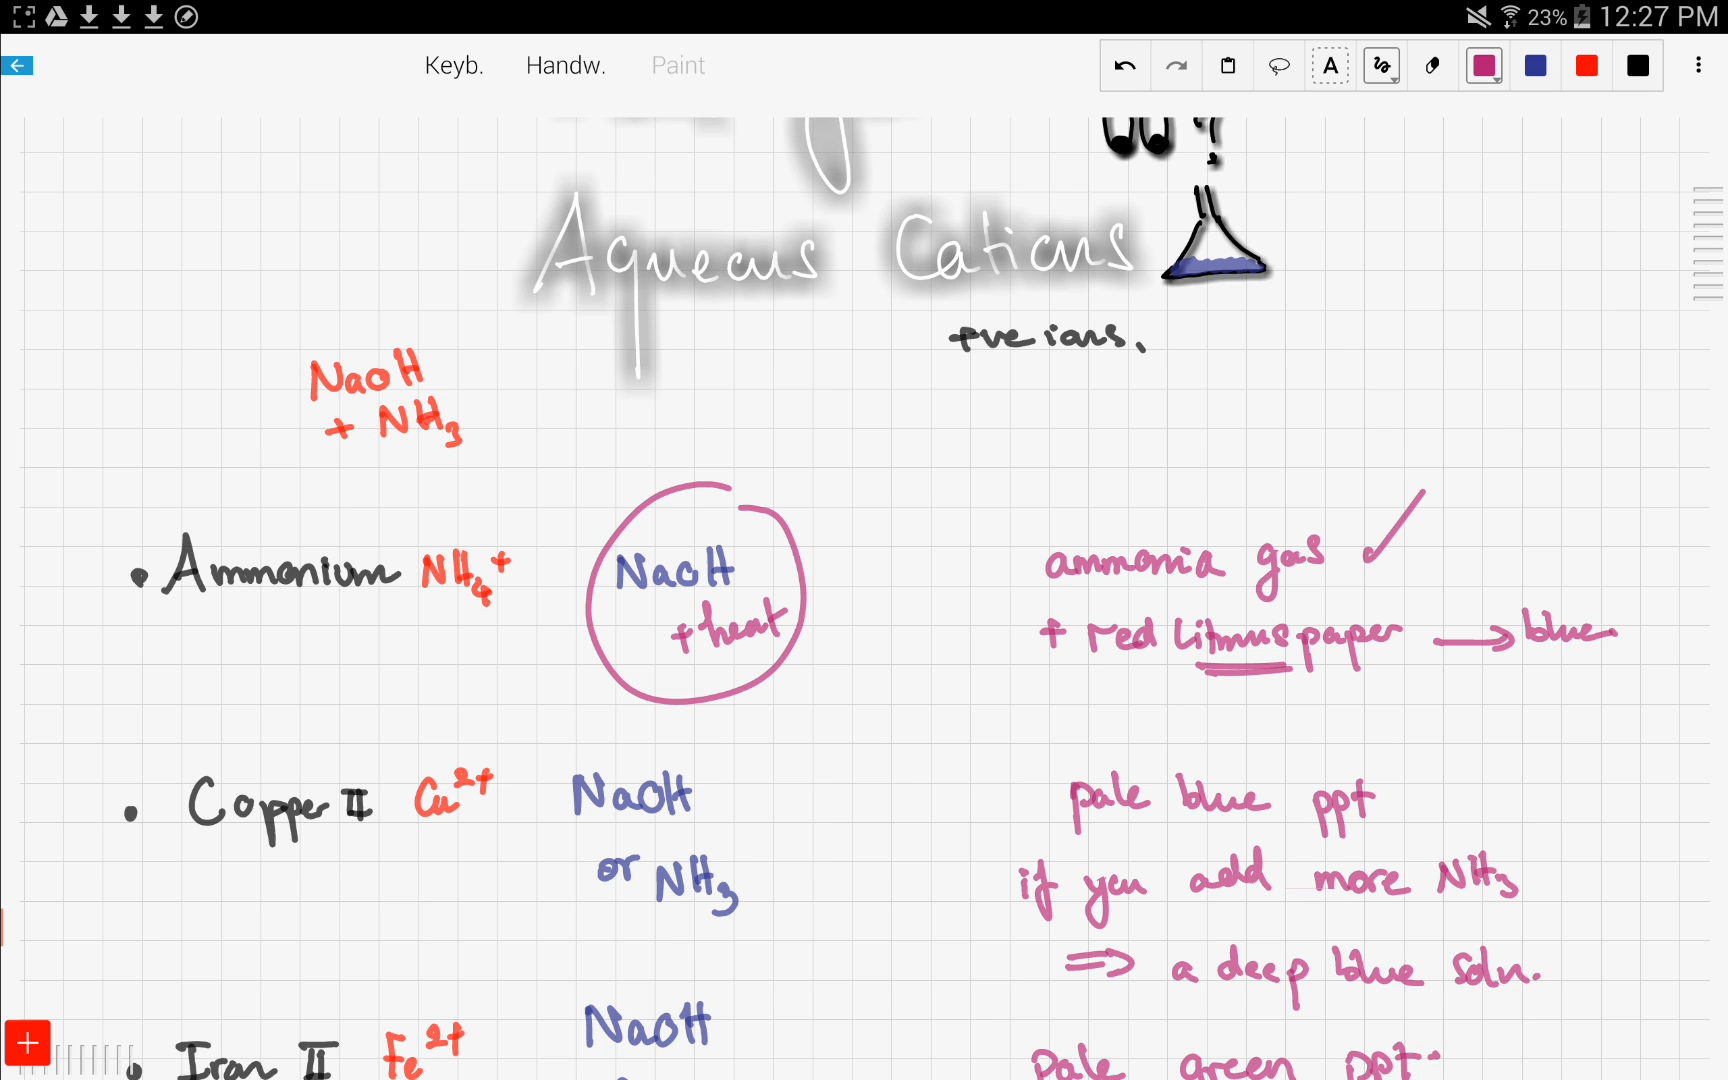 23% 12:27 PM
Keyb. Handw. Paint
A
Aqueous Cations
+ve ions.
NaOH
+ NH3
• Ammonium NH4+ NaOH + heat
ammonia gas ✓
+ red litmus paper → blue.
• Copper II Cu2+ NaOH or NH3
pale blue ppt
if you add more NH3
⇒ a deep blue soln.
• Iron II Fe2+ NaOH
pale green ppt.